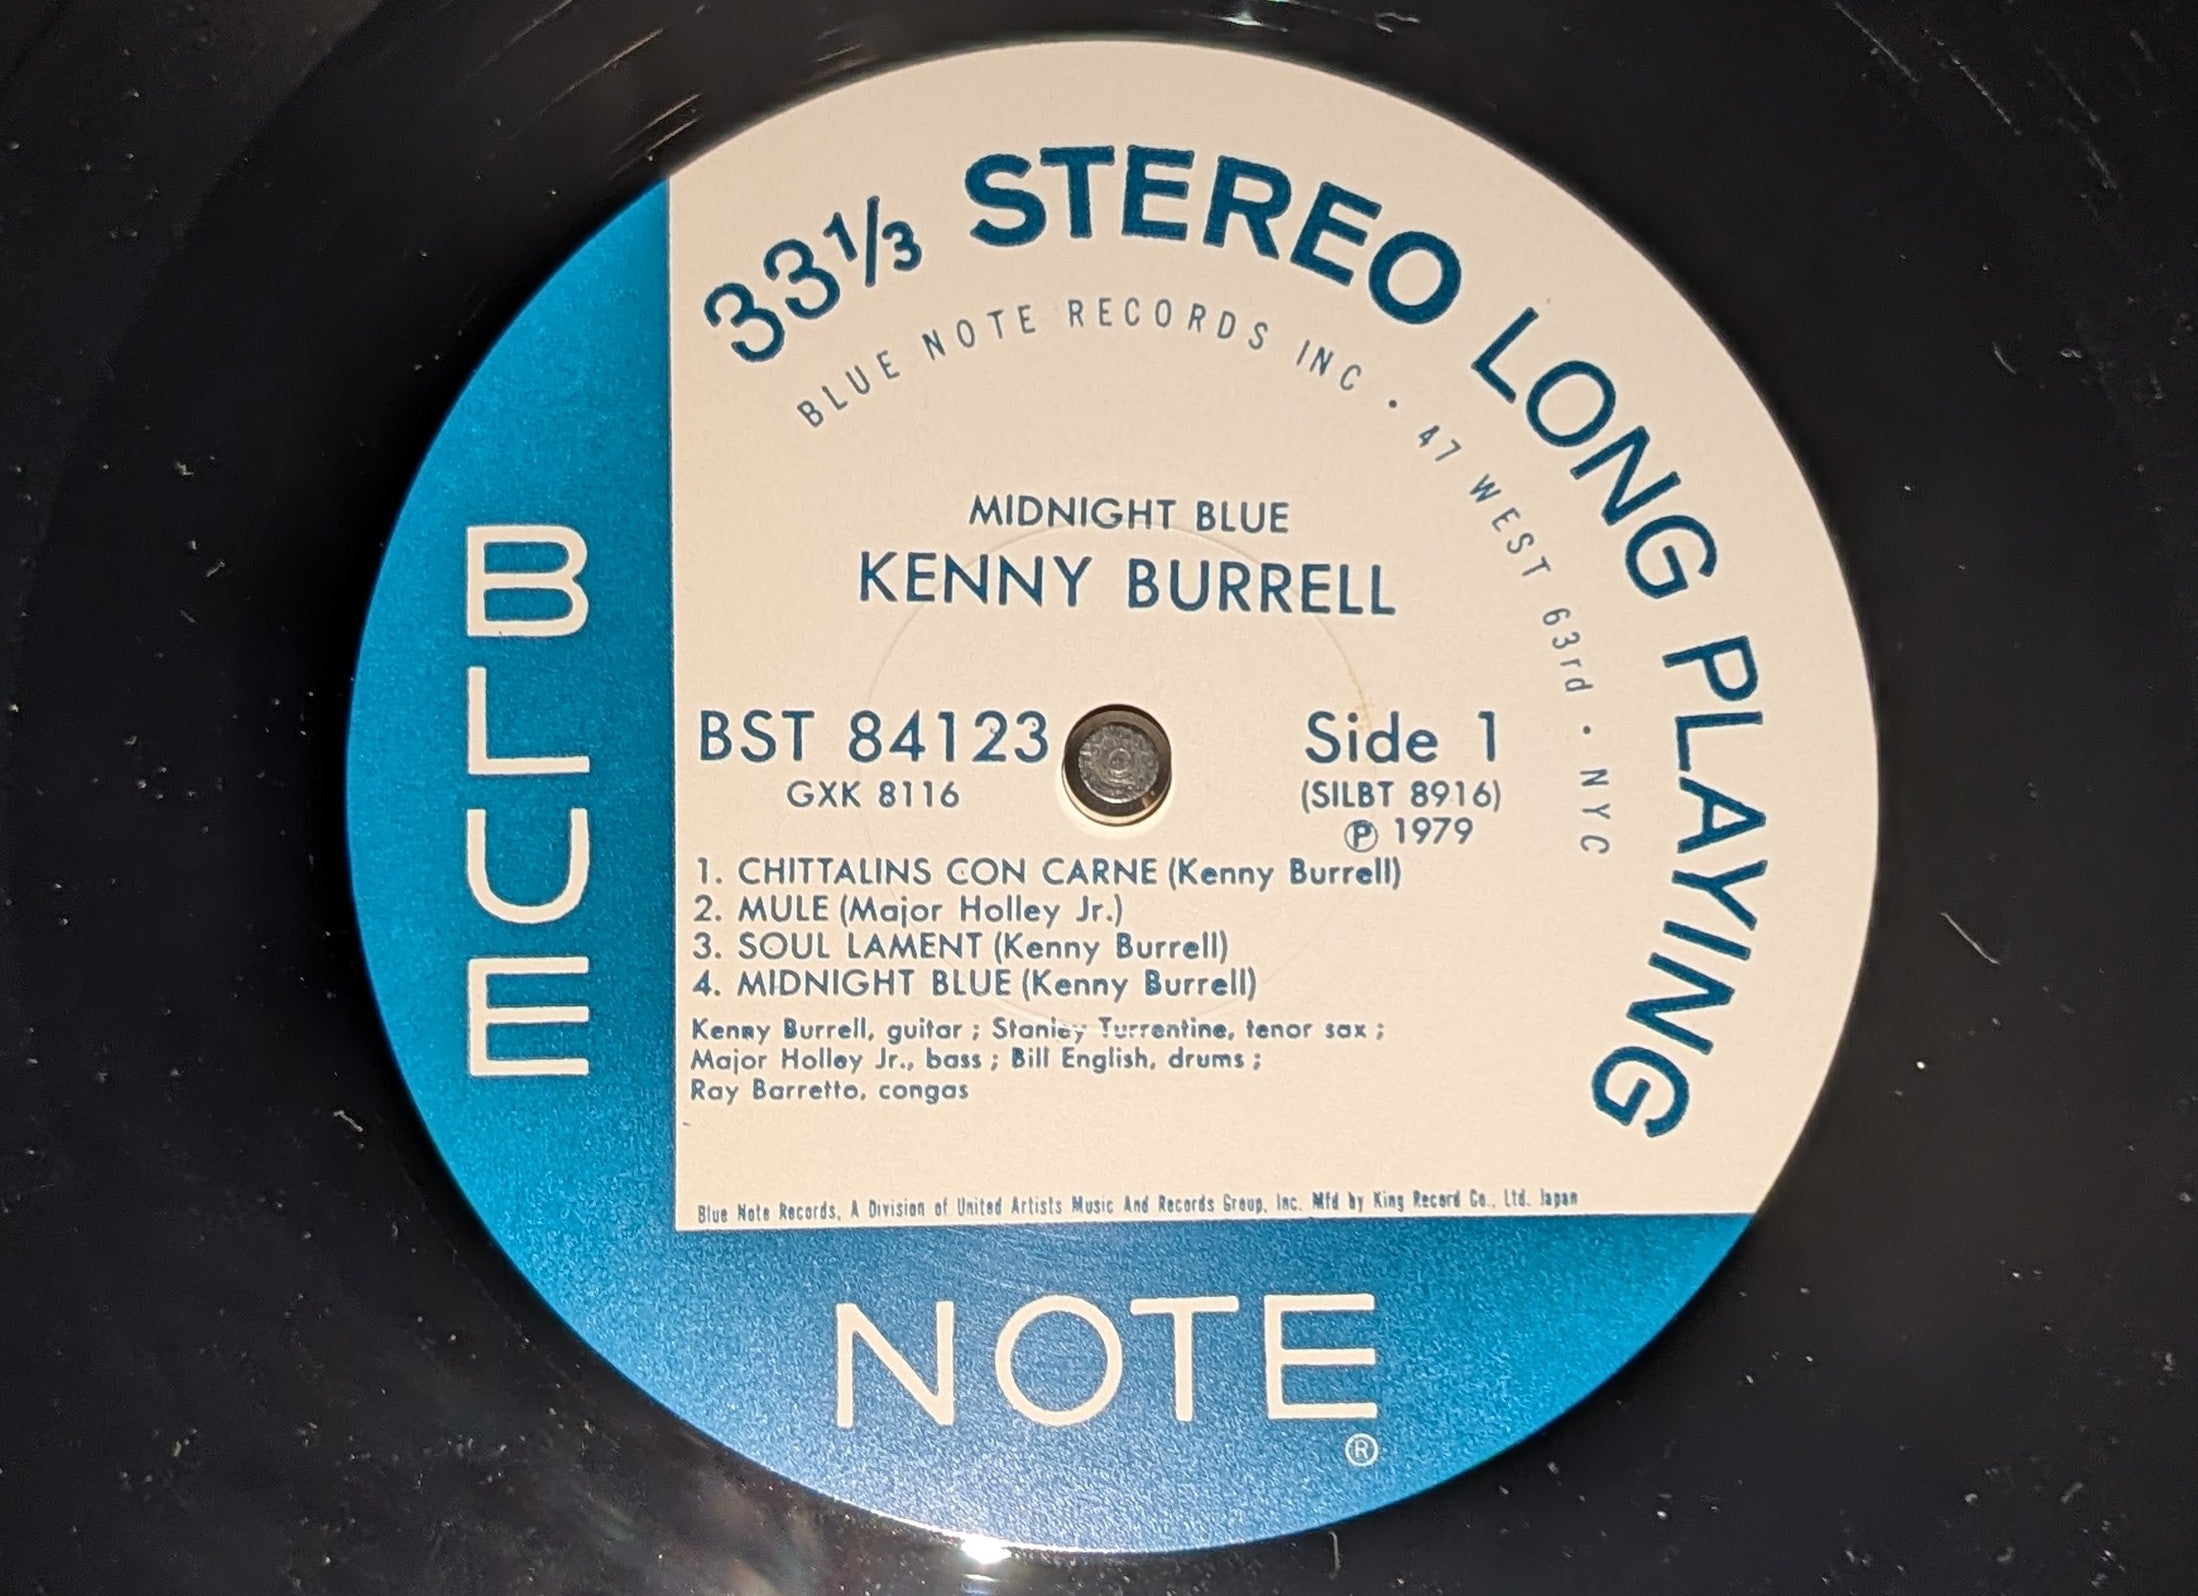 33⅓ STEREO LONG PLAYING
BLUE NOTE RECORDS INC · 47 WEST 63rd · NYC
MIDNIGHT BLUE
KENNY BURRELL
BST 84123
GXK 8116
Side 1
(SILBT 8916)
℗ 1979
1. CHITTALINS CON CARNE (Kenny Burrell)
2. MULE (Major Holley Jr.)
3. SOUL LAMENT (Kenny Burrell)
4. MIDNIGHT BLUE (Kenny Burrell)
Kenny Burrell, guitar ; Stanley Turrentine, tenor sax ;
Major Holley Jr., bass ; Bill English, drums ;
Ray Barretto, congas
Blue Note Records, A Division of United Artists Music And Records Group, Inc. Mfd by King Record Co., Ltd. Japan
BLUE
NOTE
®